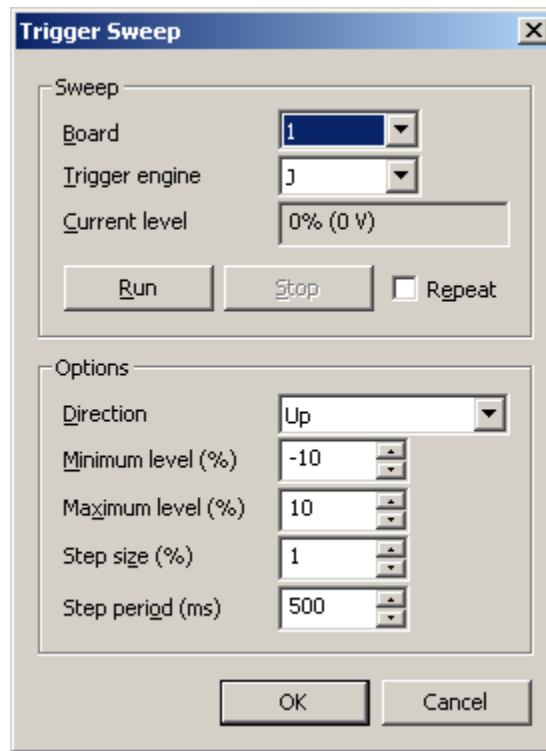 Trigger Sweep
Sweep
Board 1
Trigger engine J
Current level 0% (0 V)
Run Stop Repeat
Options
Direction Up
Minimum level (%) -10
Maximum level (%) 10
Step size (%) 1
Step period (ms) 500
OK Cancel